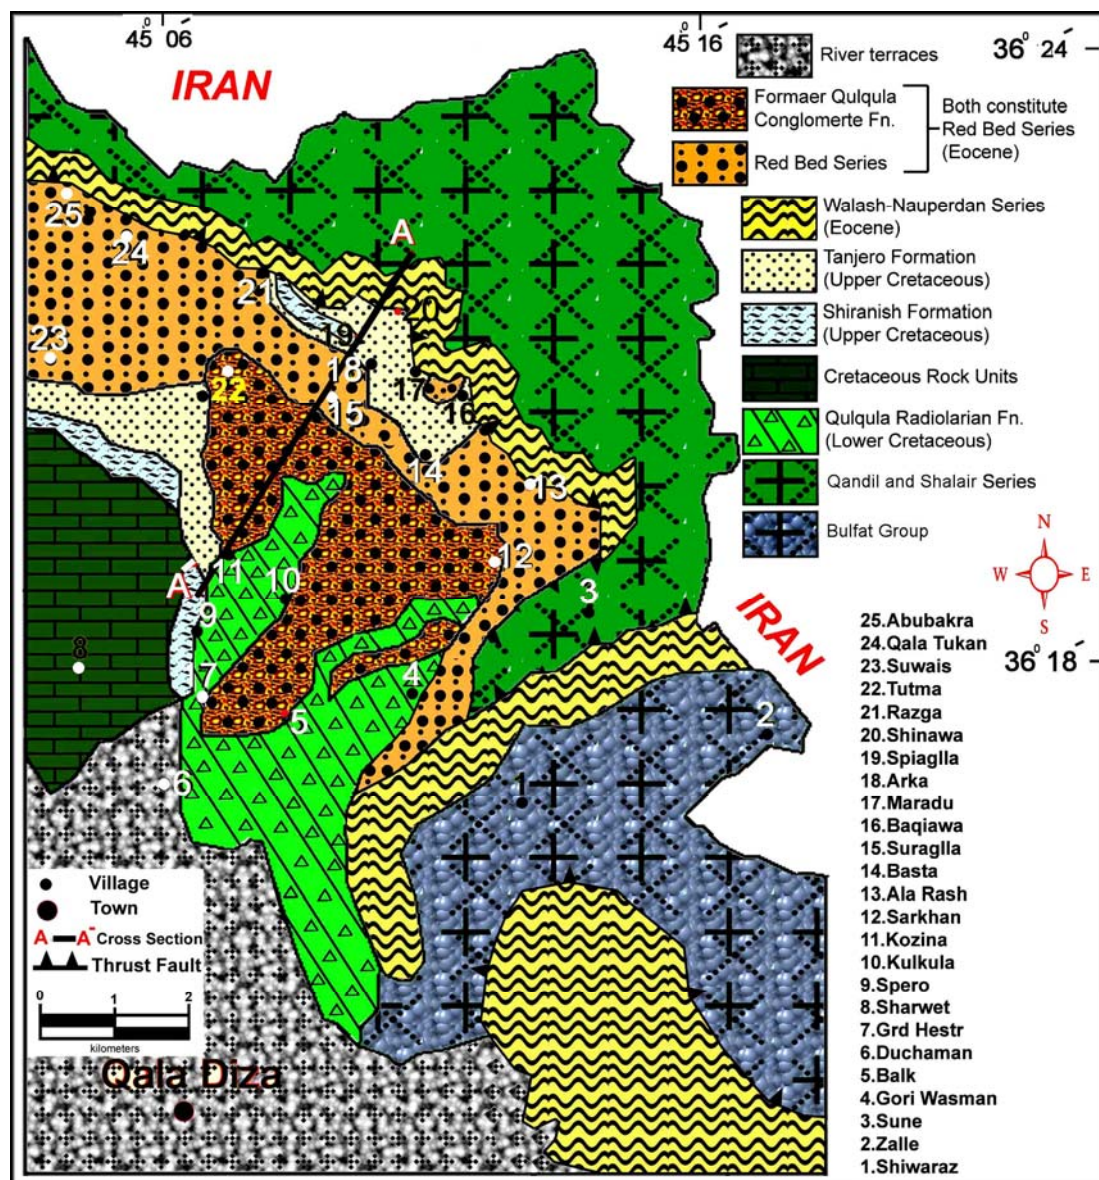 45° 06′
45° 16′
36° 24′
IRAN
River terraces
Formaer Qulqula
Conglomerte Fn.
Both constitute
Red Bed Series
(Eocene)
Red Bed Series
Walash-Nauperdan Series
(Eocene)
Tanjero Formation
(Upper Cretaceous)
Shiranish Formation
(Upper Cretaceous)
Cretaceous Rock Units
Qulqula Radiolarian Fn.
(Lower Cretaceous)
Qandil and Shalair Series
Bulfat Group
25
24
A
21
20
19
23
22
18
17
16
15
14
13
12
11
10
A-
9
3
8
7
4
5
2
6
1
N
W E
S
IRAN
36° 18′
25.Abubakra
24.Qala Tukan
23.Suwais
22.Tutma
21.Razga
20.Shinawa
19.Spiaglla
18.Arka
17.Maradu
16.Baqiawa
15.Suraglla
14.Basta
13.Ala Rash
12.Sarkhan
11.Kozina
10.Kulkula
9.Spero
8.Sharwet
7.Grd Hestr
6.Duchaman
5.Balk
4.Gori Wasman
3.Sune
2.Zalle
1.Shiwaraz
Village
Town
A A- Cross Section
Thrust Fault
0 1 2
kilometers
Qala Diza